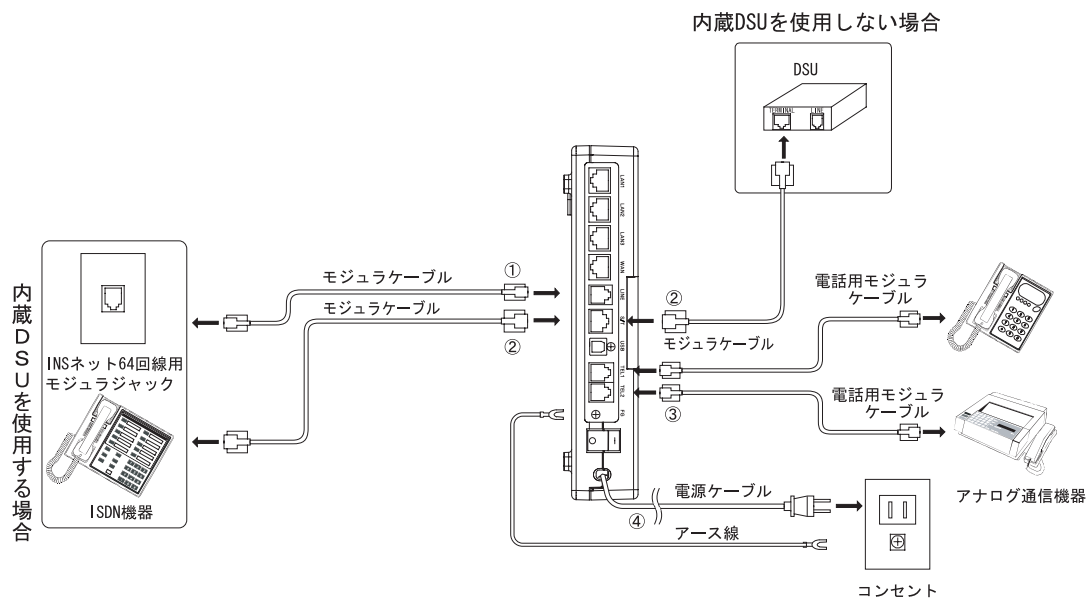 内蔵DSUを使用しない場合
DSU
TERMINAL
LINE
LAN1
LAN2
LAN3
WAN
LINE
S/T
USB
TEL1
TEL2
FG
内蔵DSUを使用する場合
INSネット64回線用
モジュラジャック
ISDN機器
モジュラケーブル
①
モジュラケーブル
②
②
モジュラケーブル
③
電話用モジュラ
ケーブル
電話用モジュラ
ケーブル
アナログ通信機器
電源ケーブル
④
アース線
コンセント